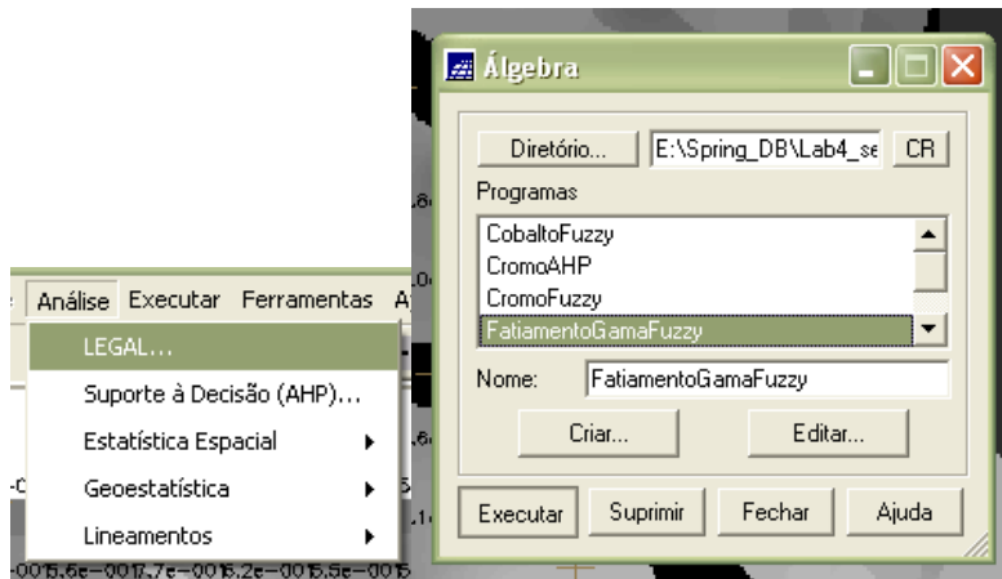 Análise Executar Ferramentas
LEGAL...
Suporte à Decisão (AHP)...
Estatística Espacial
Geoestatística
Lineamentos
Álgebra
Diretório... E:\Spring_DB\Lab4_se CR
Programas
CobaltoFuzzy
CromoAHP
CromoFuzzy
FatiamentoGamaFuzzy
Nome: FatiamentoGamaFuzzy
Criar... Editar...
Executar Suprimir Fechar Ajuda